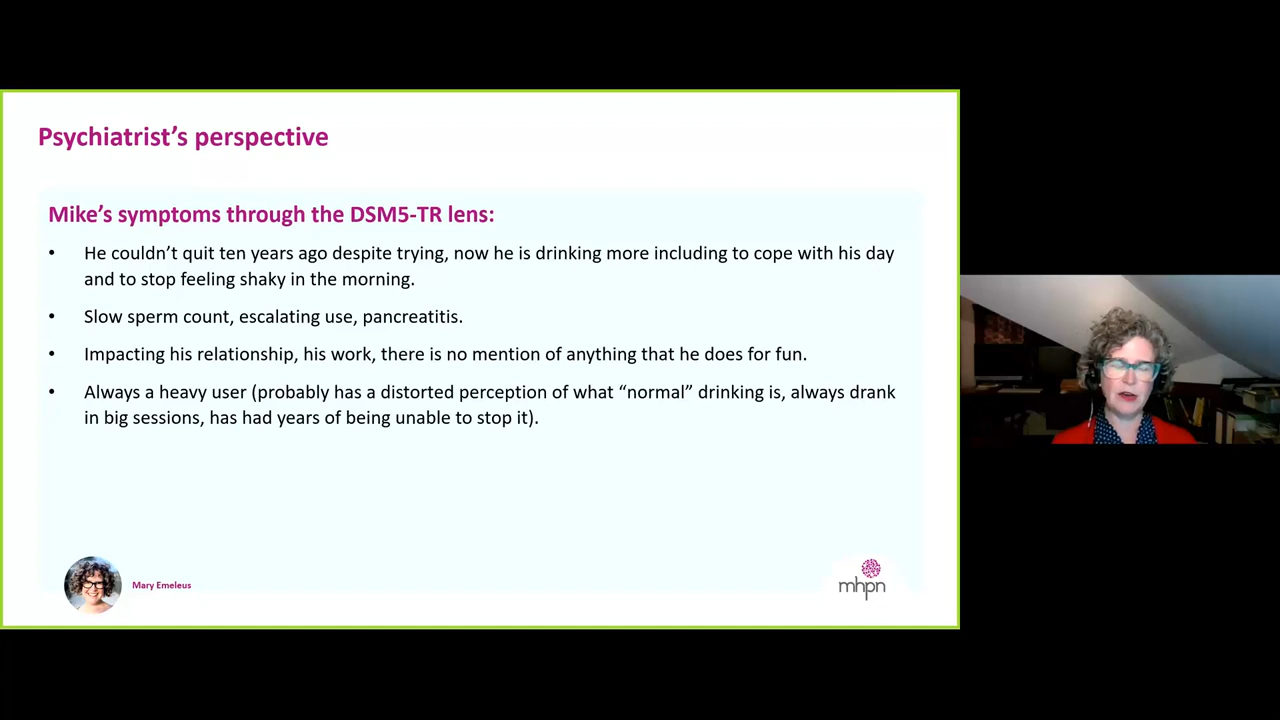 Psychiatrist’s perspective
Mike’s symptoms through the DSM5-TR lens:
• He couldn’t quit ten years ago despite trying, now he is drinking more including to cope with his day
and to stop feeling shaky in the morning.
• Slow sperm count, escalating use, pancreatitis.
• Impacting his relationship, his work, there is no mention of anything that he does for fun.
• Always a heavy user (probably has a distorted perception of what “normal” drinking is, always drank
in big sessions, has had years of being unable to stop it).
Mary Emeleus
mhpn